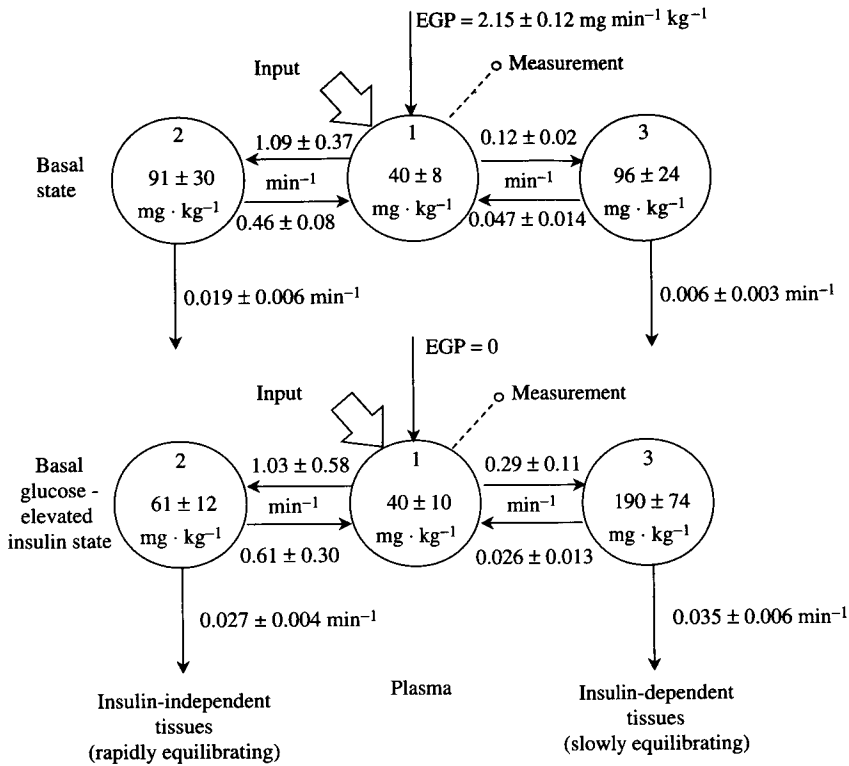 EGP = 2.15 ± 0.12 mg min⁻¹ kg⁻¹
Input
Measurement
Basal
state
2
91 ± 30
mg · kg⁻¹
1.09 ± 0.37
min⁻¹
0.46 ± 0.08
1
40 ± 8
mg · kg⁻¹
0.12 ± 0.02
min⁻¹
0.047 ± 0.014
3
96 ± 24
mg · kg⁻¹
0.019 ± 0.006 min⁻¹
0.006 ± 0.003 min⁻¹
EGP = 0
Input
Measurement
Basal
glucose -
elevated
insulin state
2
61 ± 12
mg · kg⁻¹
1.03 ± 0.58
min⁻¹
0.61 ± 0.30
1
40 ± 10
mg · kg⁻¹
0.29 ± 0.11
min⁻¹
0.026 ± 0.013
3
190 ± 74
mg · kg⁻¹
0.027 ± 0.004 min⁻¹
0.035 ± 0.006 min⁻¹
Insulin-independent
tissues
(rapidly equilibrating)
Plasma
Insulin-dependent
tissues
(slowly equilibrating)